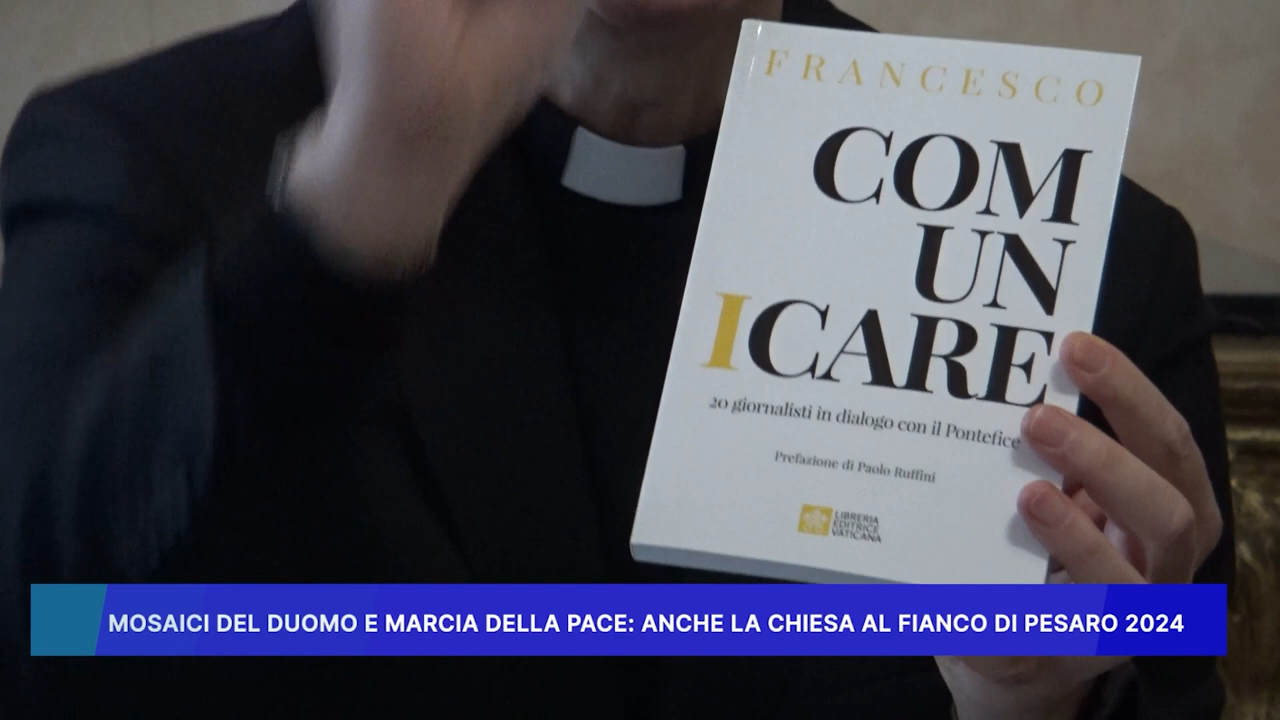 FRANCESCO
COM
UN
ICARE
20 giornalisti in dialogo con il Pontefice
Prefazione di Paolo Ruffini
LIBRERIA
EDITRICE
VATICANA
MOSAICI DEL DUOMO E MARCIA DELLA PACE: ANCHE LA CHIESA AL FIANCO DI PESARO 2024